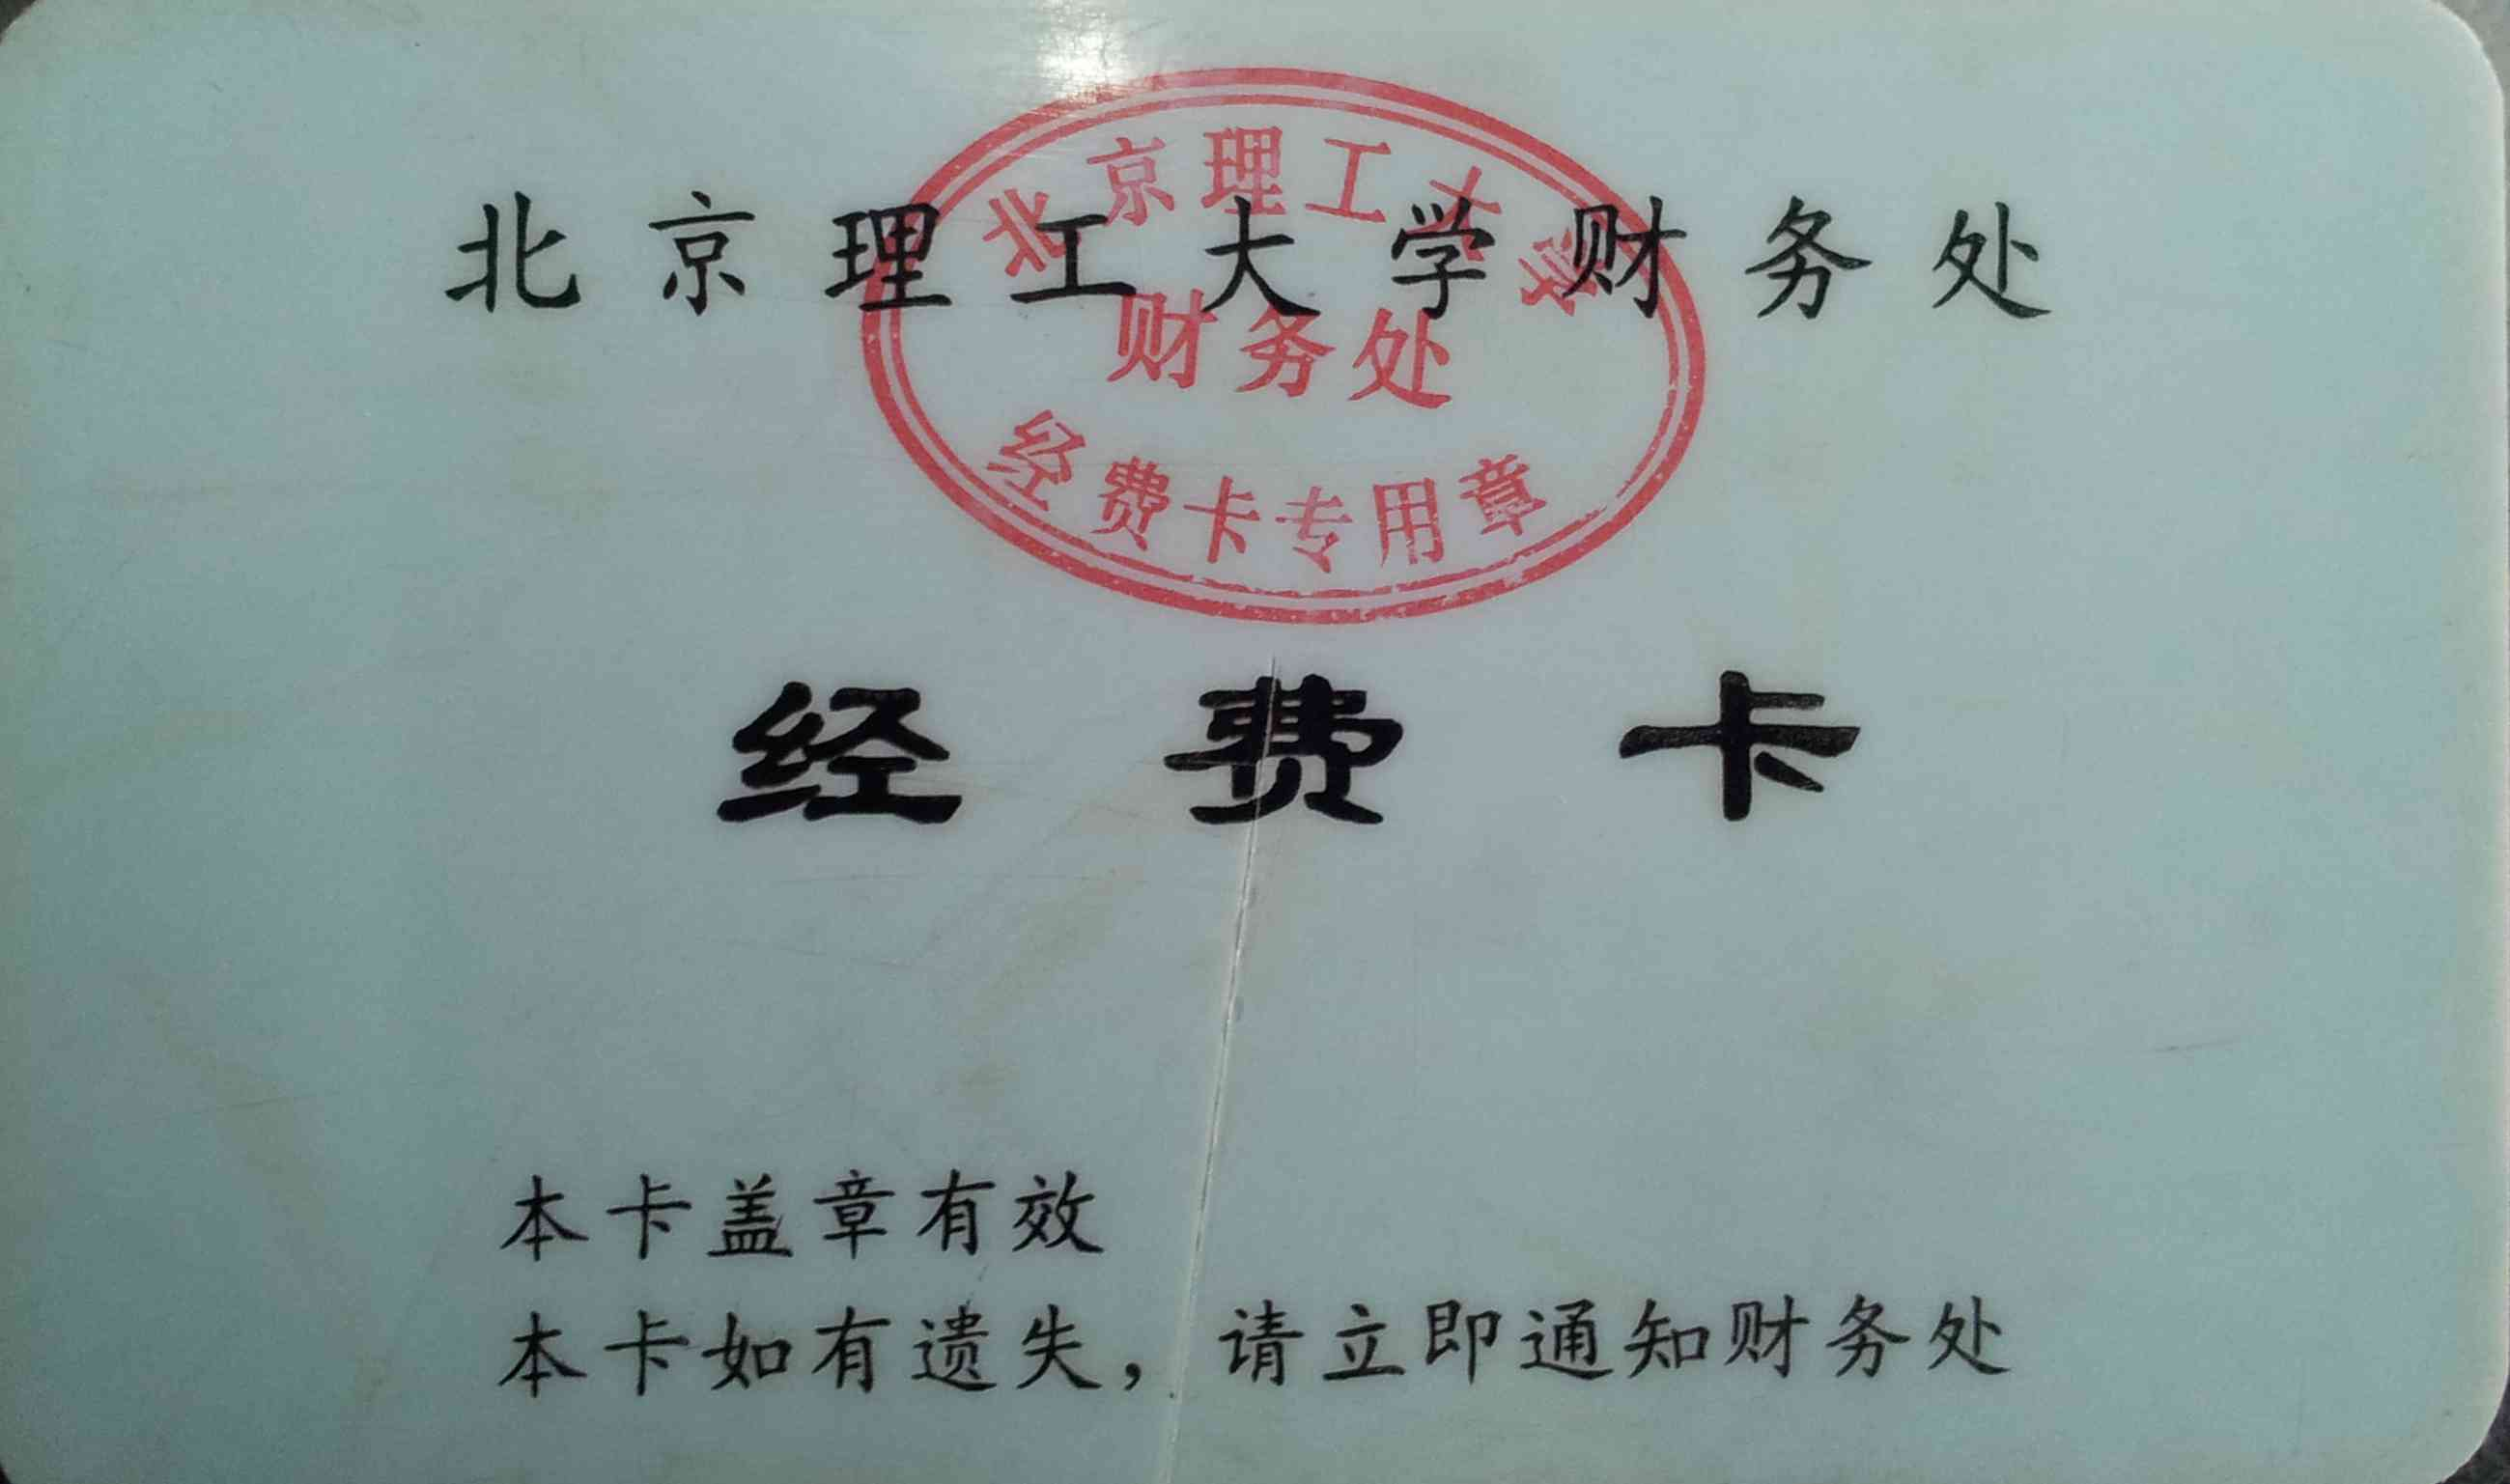 北京理工大学财务处
北京理工大学
财务处
经费卡专用章
经费卡
本卡盖章有效
本卡如有遗失，请立即通知财务处